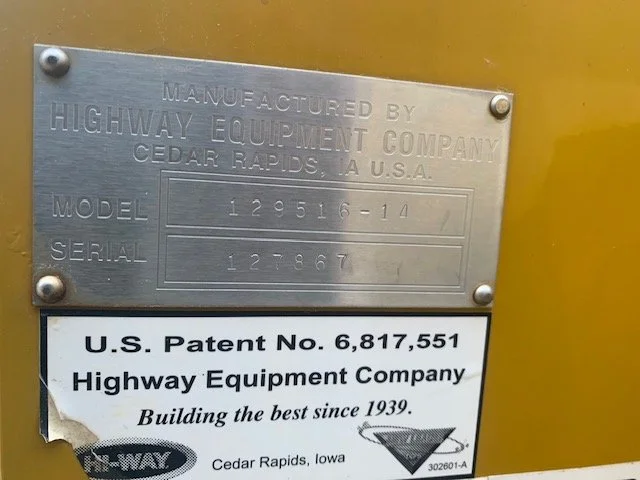 MANUFACTURED BY
HIGHWAY EQUIPMENT COMPANY
CEDAR RAPIDS, IA U.S.A.
MODEL 129516-14
SERIAL 127867
U.S. Patent No. 6,817,551
Highway Equipment Company
Building the best since 1939.
HI-WAY
Cedar Rapids, Iowa
302601-A